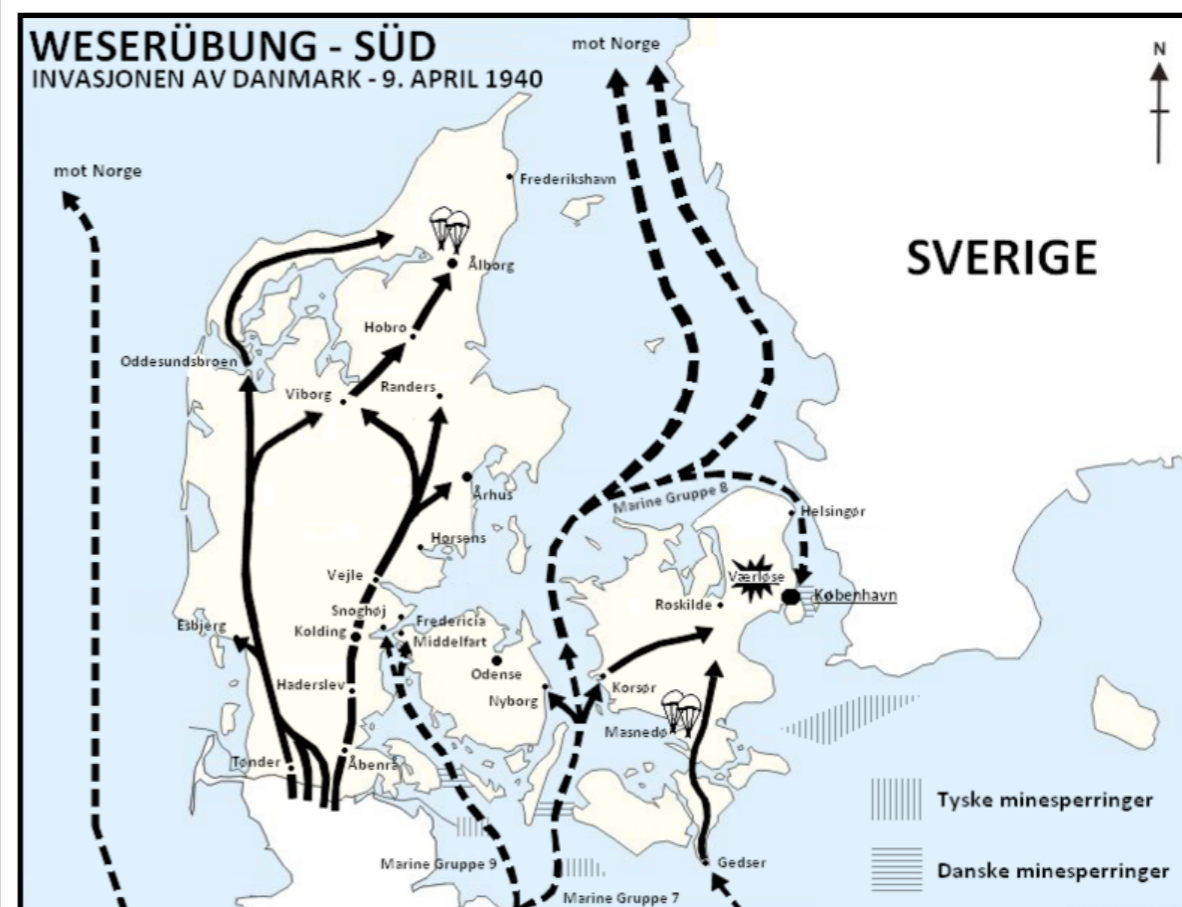 WESERÜBUNG - SÜD
INVASJONEN AV DANMARK - 9. APRIL 1940
mot Norge
N
mot Norge
Frederikshavn
SVERIGE
Ålborg
Hobro
Oddesundsbroen
Viborg
Randers
Århus
Marine Gruppe 8
Helsingør
Horsens
Vejle
Værløse
København
Snoghøj
Roskilde
Esbjerg
Fredericia
Kolding
Middelfart
Odense
Haderslev
Nyborg
Korsør
Masnedø
Tønder
Åbenrå
Tyske minesperringer
Marine Gruppe 9
Gedser
Danske minesperringer
Marine Gruppe 7